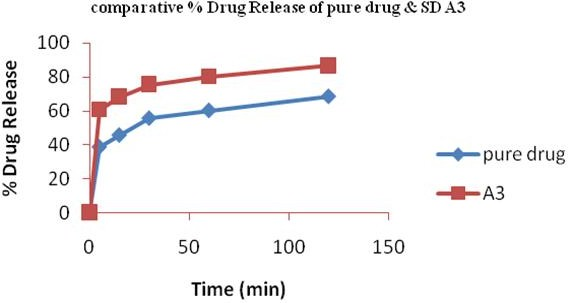 comparative % Drug Release of pure drug & SD A3
% Drug Release
100
80
60
40
20
0
0
50
100
150
Time (min)
pure drug
A3